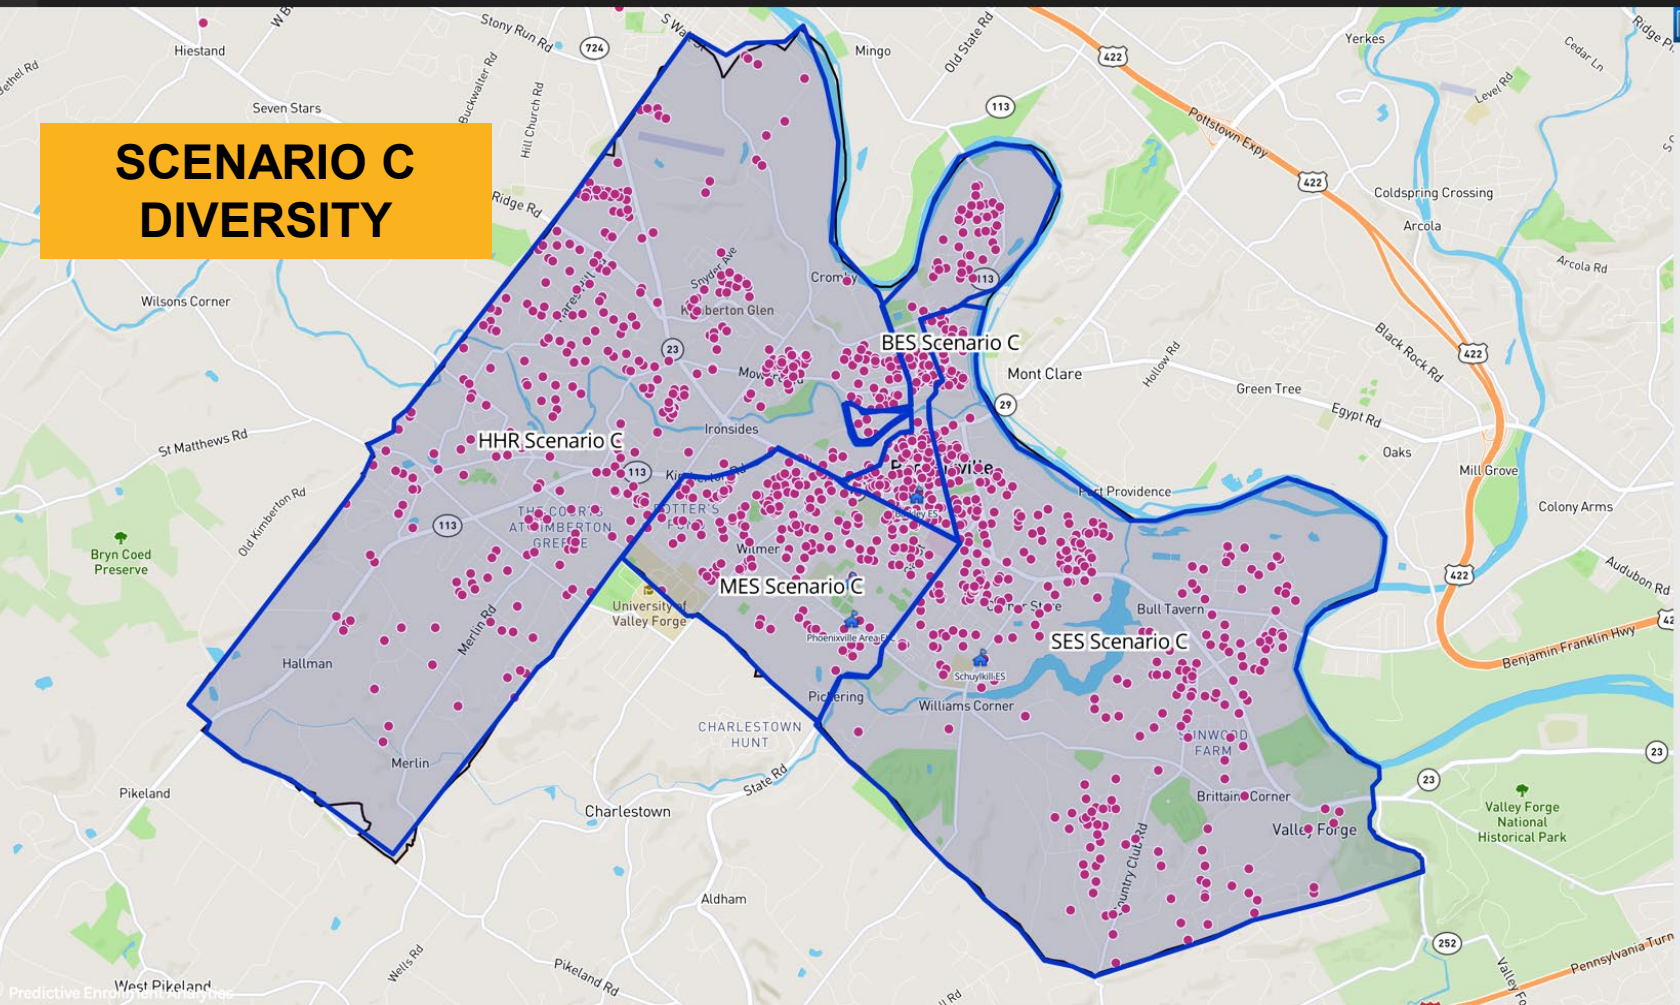 SCENARIO C
DIVERSITY
Hiestand
Stony Run Rd
724
Mingo
Old State Rd
422
Yerkes
Cedar Ln
Level Rd
Seven Stars
Buckwalter Rd
Hill Church Rd
113
Pottstown Expy
422
Coldspring Crossing
Arcola
Arcola Rd
Ridge Rd
Wilsons Corner
Snyder Ave
113
23
BES Scenario C
Mont Clare
Hollow Rd
Black Rock Rd
422
Green Tree
Egypt Rd
29
St Matthews Rd
HHR Scenario C
Ironsides
113
Oaks
Mill Grove
Colony Arms
Port Providence
Old Kimberton Rd
113
Bryn Coed
Preserve
Wilmer
MES Scenario C
University of
Valley Forge
Phoenixville Area E
422
Audubon Rd
Bull Tavern
SES Scenario C
Schuylkill ES
Benjamin Franklin Hwy
Hallman
Merlin Rd
Pickering
Williams Corner
CHARLESTOWN
HUNT
FARM
23
23
Merlin
State Rd
Pikeland
Charlestown
Brittain Corner
Valley Forge
Valley Forge
National
Historical Park
Country Club Rd
Aldham
252
Wells Rd
Pikeland Rd
Pennsylvania Turn
West Pikeland
Predictive Enrollment Analytics